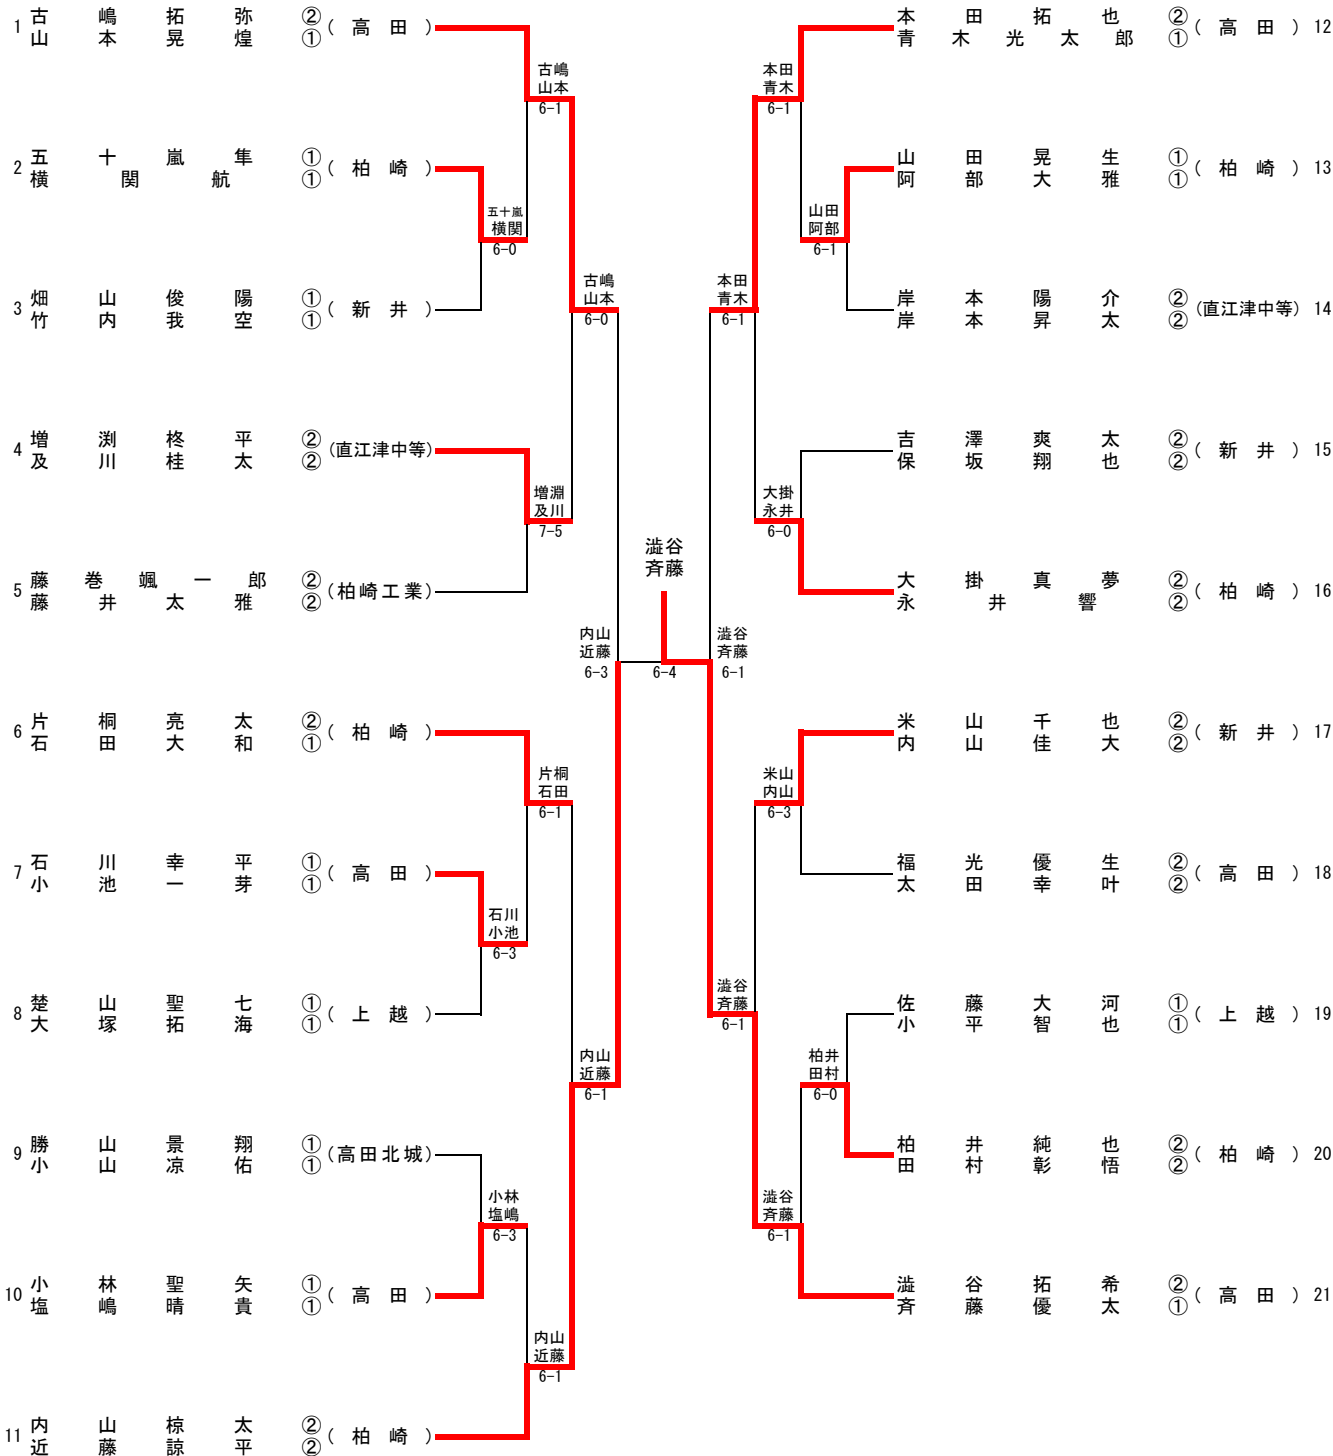 1 古嶋拓弥 ② (高田)
山本晃煌 ①
2 五十嵐隼 ① (柏崎)
横関航 ①
3 畑山俊陽 ① (新井)
竹内我空 ①
4 増渕柊平 ② (直江津中等)
及川桂太 ②
5 藤巻颯一郎 ② (柏崎工業)
藤井太雅 ②
6 片桐亮太 ② (柏崎)
石田大和 ①
7 石川幸平 ① (高田)
小池一芽 ①
8 楚山聖七 ① (上越)
大塚拓海 ①
9 勝山景翔 ① (高田北城)
小山凉佑 ①
10 小林聖矢 ① (高田)
塩嶋晴貴 ①
11 内山椋太 ② (柏崎)
近藤諒平 ②
古嶋
山本
6-1
五十嵐
横関
6-0
古嶋
山本
6-0
増淵
及川
7-5
内山
近藤
6-3
片桐
石田
6-1
石川
小池
6-3
内山
近藤
6-1
小林
塩嶋
6-3
内山
近藤
6-1
澁谷
斉藤
6-4
本田
青木
6-1
山田
阿部
6-1
本田
青木
6-1
大掛
永井
6-0
澁谷
斉藤
6-1
米山
内山
6-3
澁谷
斉藤
6-1
柏井
田村
6-0
澁谷
斉藤
6-1
本田拓也 ② (高田) 12
青木光太郎 ①
山田晃生 ① (柏崎) 13
阿部大雅 ①
岸本陽介 ② (直江津中等) 14
岸本昇太 ②
吉澤爽太 ② (新井) 15
保坂翔也 ②
大掛真夢 ② (柏崎) 16
永井響 ②
米山千也 ② (新井) 17
内山佳大 ②
福光優生 ② (高田) 18
太田幸叶 ②
佐藤大河 ① (上越) 19
小平智也 ①
柏井純也 ② (柏崎) 20
田村彰悟 ②
澁谷拓希 ② (高田) 21
斉藤優太 ①